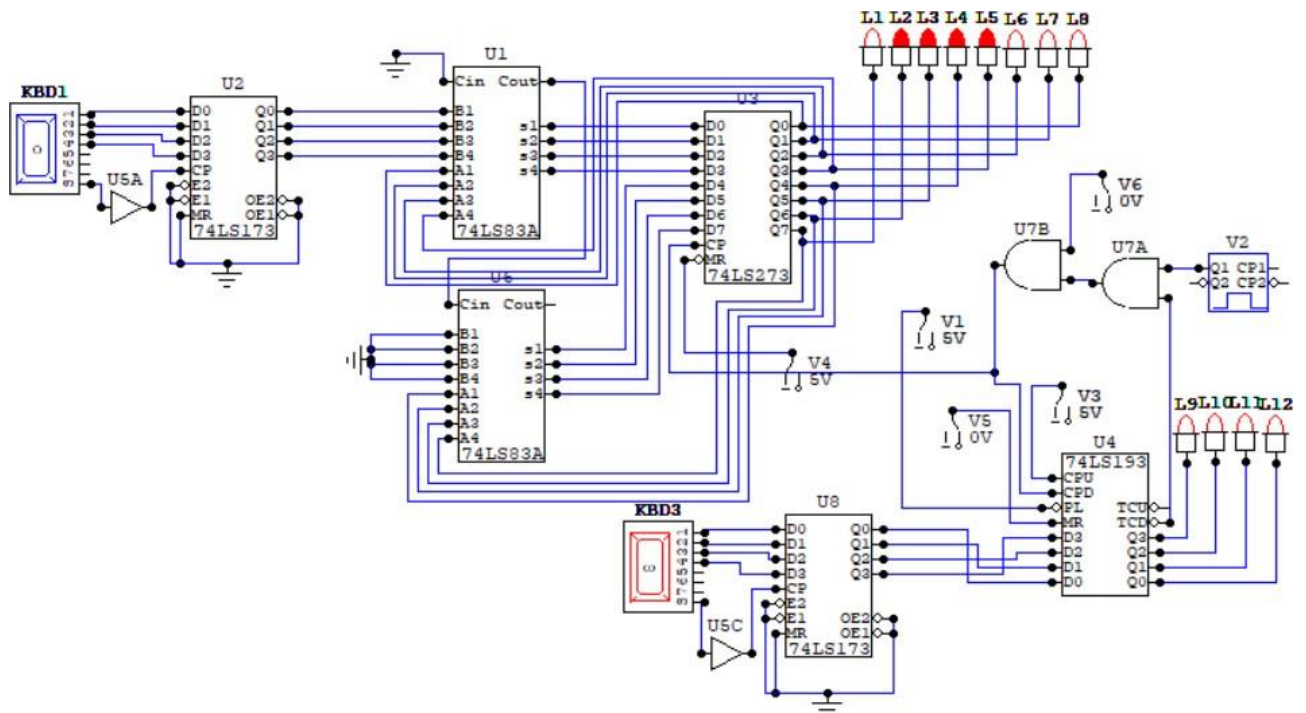 L1 L2 L3 L4 L5 L6 L7 L8
KBD1
0
S7654321
U5A
U2
D0 Q0
D1 Q1
D2 Q2
D3 Q3
CP
E2
E1 OE2
MR OE1
74LS173
U1
Cin Cout
B1
B2 s1
B3 s2
B4 s3
A1 s4
A2
A3
A4
74LS83A
U3
D0 Q0
D1 Q1
D2 Q2
D3 Q3
D4 Q4
D5 Q5
D6 Q6
D7 Q7
CP
MR
74LS273
U6
Cin Cout
B1
B2 s1
B3 s2
B4 s3
A1 s4
A2
A3
A4
74LS83A
V6
0V
U7B
U7A
V2
Q1 CP1
Q2 CP2
V1
5V
V4
5V
V3
5V
V5
0V
L9 L10 L11 L12
U4
74LS193
CPU
CPD
PL TCU
MR TCD
D3 Q3
D2 Q2
D1 Q1
D0 Q0
KBD3
8
S7654321
U5C
U8
D0 Q0
D1 Q1
D2 Q2
D3 Q3
CP
E2
E1 OE2
MR OE1
74LS173